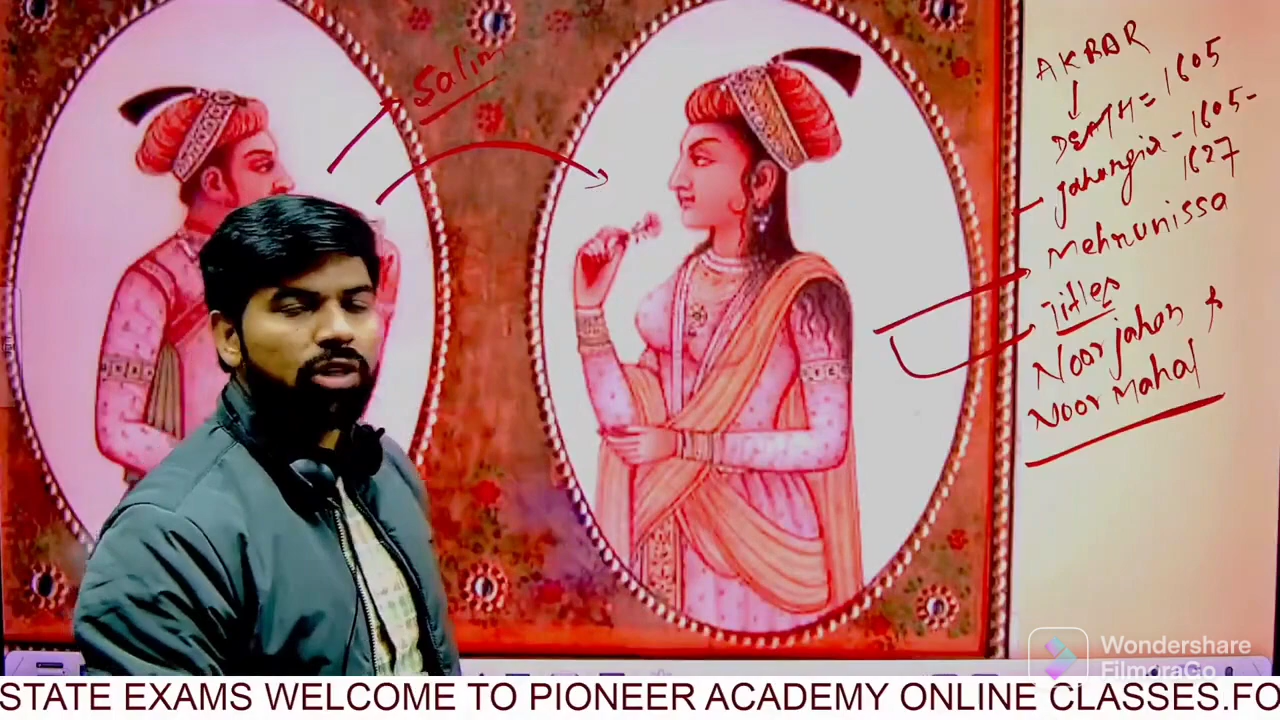 Salim
AKBAR
↓
DEATH = 1605
Jahangir - 1605-
1627
Mehrunissa
Titles
Noor jahan &
Noor Mahal
Wondershare
FilmoraGo
STATE EXAMS WELCOME TO PIONEER ACADEMY ONLINE CLASSES.FO